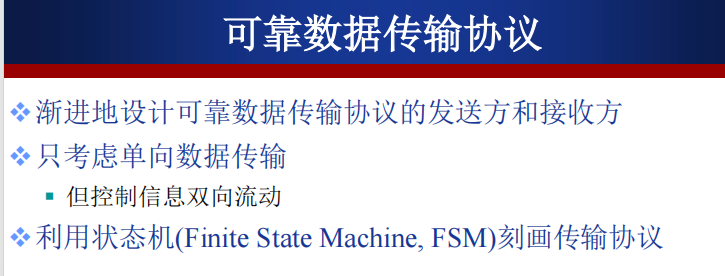 可靠数据传输协议
渐进地设计可靠数据传输协议的发送方和接收方
只考虑单向数据传输
但控制信息双向流动
利用状态机(Finite State Machine, FSM)刻画传输协议